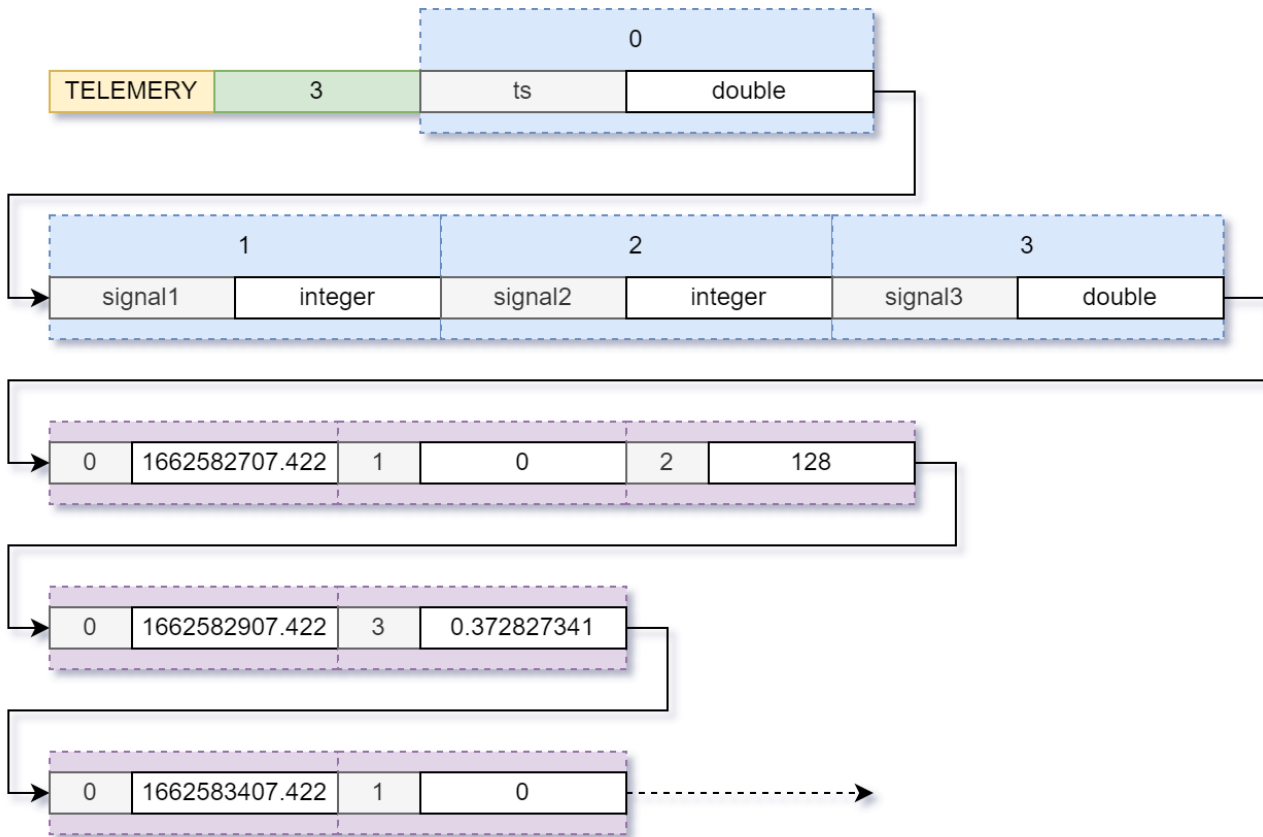 0
TELEMERY 3 ts double
1 2 3
signal1 integer signal2 integer signal3 double
0 1662582707.422 1 0 2 128
0 1662582907.422 3 0.372827341
0 1662583407.422 1 0